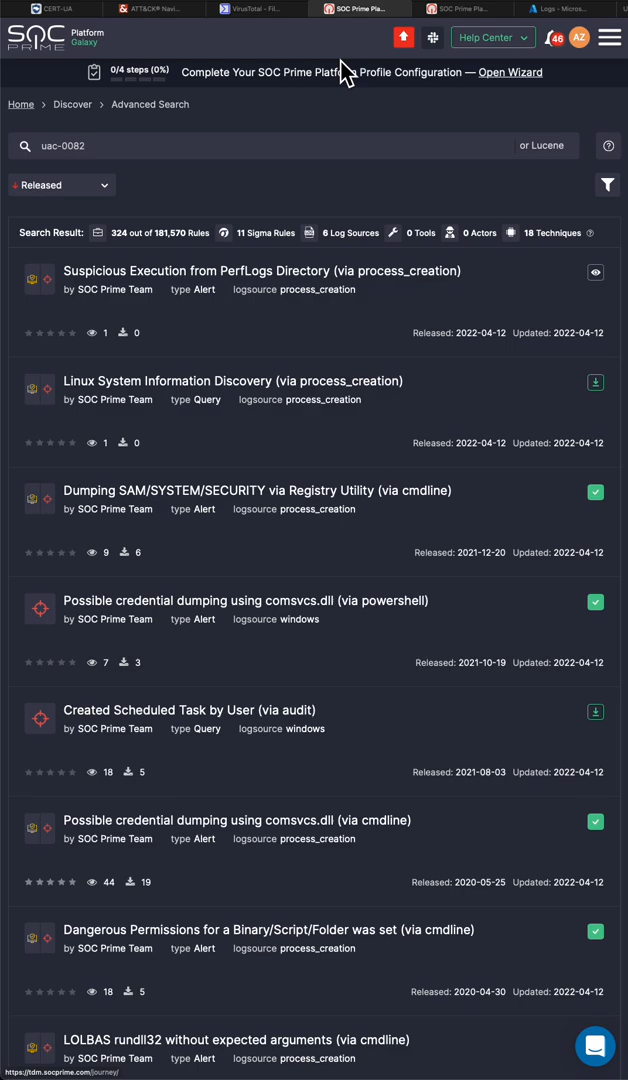 CERT-UA
ATT&CK® Navi...
VirusTotal - Fil...
SOC Prime Pla...
SOC Prime Pla...
Logs - Micros...
SOC
PRIME
Platform
Galaxy
Help Center
46
AZ
0/4 steps (0%)
Complete Your SOC Prime Platform Profile Configuration — Open Wizard
Home > Discover > Advanced Search
uac-0082
or Lucene
Released
Search Result: 324 out of 181,570 Rules 11 Sigma Rules 6 Log Sources 0 Tools 0 Actors 18 Techniques
Suspicious Execution from PerfLogs Directory (via process_creation)
by SOC Prime Team type Alert logsource process_creation
1 0 Released: 2022-04-12 Updated: 2022-04-12
Linux System Information Discovery (via process_creation)
by SOC Prime Team type Query logsource process_creation
1 0 Released: 2022-04-12 Updated: 2022-04-12
Dumping SAM/SYSTEM/SECURITY via Registry Utility (via cmdline)
by SOC Prime Team type Alert logsource process_creation
9 6 Released: 2021-12-20 Updated: 2022-04-12
Possible credential dumping using comsvcs.dll (via powershell)
by SOC Prime Team type Alert logsource windows
7 3 Released: 2021-10-19 Updated: 2022-04-12
Created Scheduled Task by User (via audit)
by SOC Prime Team type Query logsource windows
18 5 Released: 2021-08-03 Updated: 2022-04-12
Possible credential dumping using comsvcs.dll (via cmdline)
by SOC Prime Team type Alert logsource process_creation
44 19 Released: 2020-05-25 Updated: 2022-04-12
Dangerous Permissions for a Binary/Script/Folder was set (via cmdline)
by SOC Prime Team type Alert logsource process_creation
18 5 Released: 2020-04-30 Updated: 2022-04-12
LOLBAS rundll32 without expected arguments (via cmdline)
by SOC Prime Team type Alert logsource process_creation
https://tdm.socprime.com/journey/